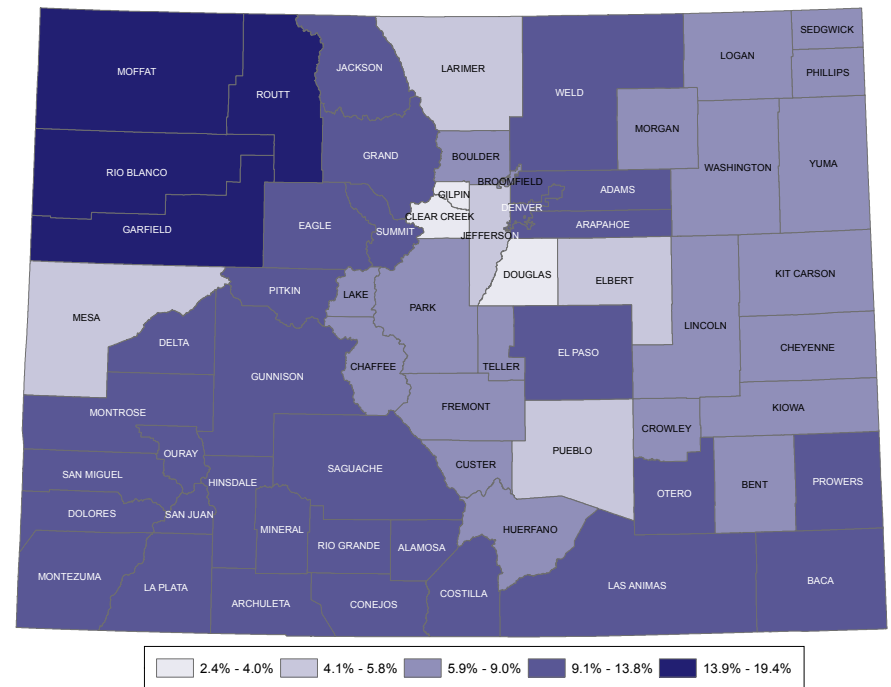 SEDGWICK
LOGAN
PHILLIPS
MOFFAT
JACKSON
LARIMER
ROUTT
WELD
MORGAN
GRAND
BOULDER
WASHINGTON
YUMA
RIO BLANCO
BROOMFIELD
ADAMS
GILPIN
DENVER
CLEAR CREEK
ARAPAHOE
GARFIELD
EAGLE
SUMMIT
JEFFERSON
DOUGLAS
ELBERT
KIT CARSON
PITKIN
LAKE
PARK
MESA
LINCOLN
DELTA
EL PASO
CHEYENNE
GUNNISON
CHAFFEE
TELLER
MONTROSE
FREMONT
KIOWA
CROWLEY
OURAY
PUEBLO
SAN MIGUEL
SAGUACHE
CUSTER
HINSDALE
OTERO
BENT
PROWERS
DOLORES
SAN JUAN
MINERAL
HUERFANO
RIO GRANDE
ALAMOSA
MONTEZUMA
LA PLATA
ARCHULETA
CONEJOS
COSTILLA
LAS ANIMAS
BACA
2.4% - 4.0% 4.1% - 5.8% 5.9% - 9.0% 9.1% - 13.8% 13.9% - 19.4%